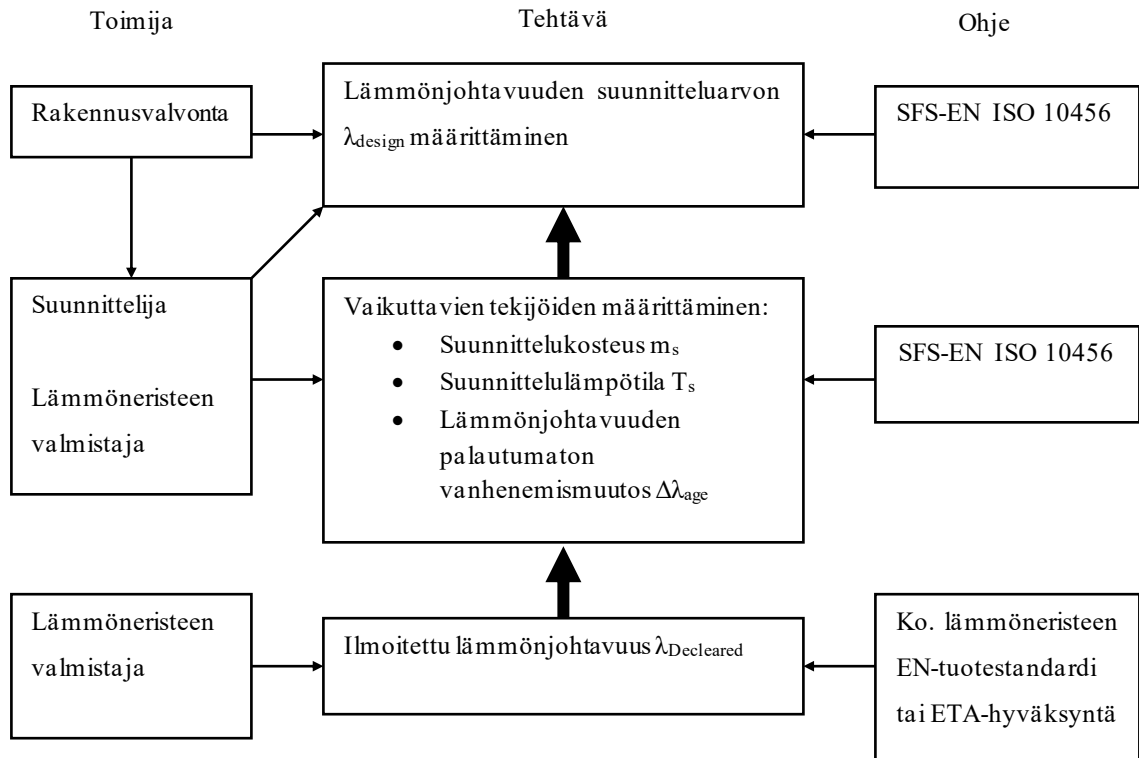 Toimija
Tehtävä
Ohje
Rakennusvalvonta
Lämmönjohtavuuden suunnitteluarvon
λdesign määrittäminen
SFS-EN ISO 10456
Suunnittelija
Lämmöneristeen
valmistaja
Vaikuttavien tekijöiden määrittäminen:
• Suunnittelukosteus ms
• Suunnittelulämpötila Ts
• Lämmönjohtavuuden
palautumaton
vanhenemismuutos Δλage
SFS-EN ISO 10456
Lämmöneristeen
valmistaja
Ilmoitettu lämmönjohtavuus λDecleared
Ko. lämmöneristeen
EN-tuotestandardi
tai ETA-hyväksyntä